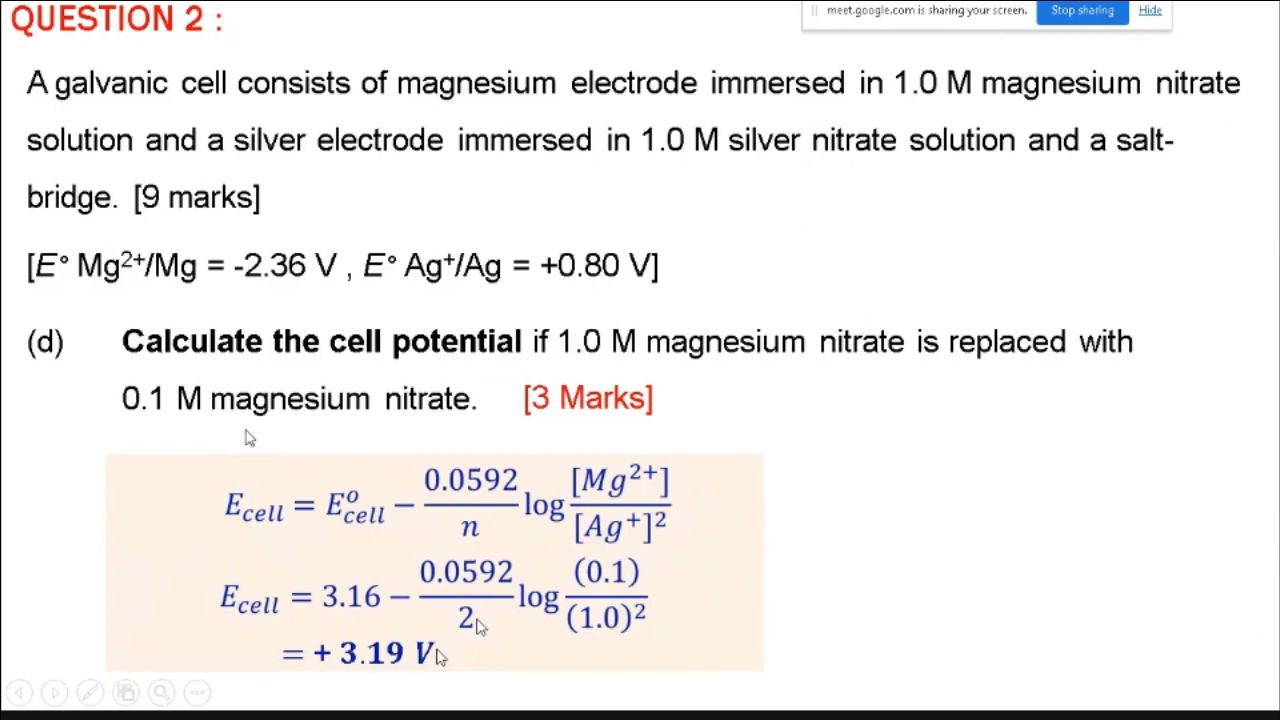 QUESTION 2 :
meet.google.com is sharing your screen. Stop sharing Hide
A galvanic cell consists of magnesium electrode immersed in 1.0 M magnesium nitrate
solution and a silver electrode immersed in 1.0 M silver nitrate solution and a salt-
bridge. [9 marks]
[E° Mg²⁺/Mg = -2.36 V , E° Ag⁺/Ag = +0.80 V]
(d) Calculate the cell potential if 1.0 M magnesium nitrate is replaced with
0.1 M magnesium nitrate. [3 Marks]
E_cell = E°_cell − 0.0592/n log [Mg²⁺]/[Ag⁺]²
E_cell = 3.16 − 0.0592/2 log (0.1)/(1.0)²
= + 3.19 V